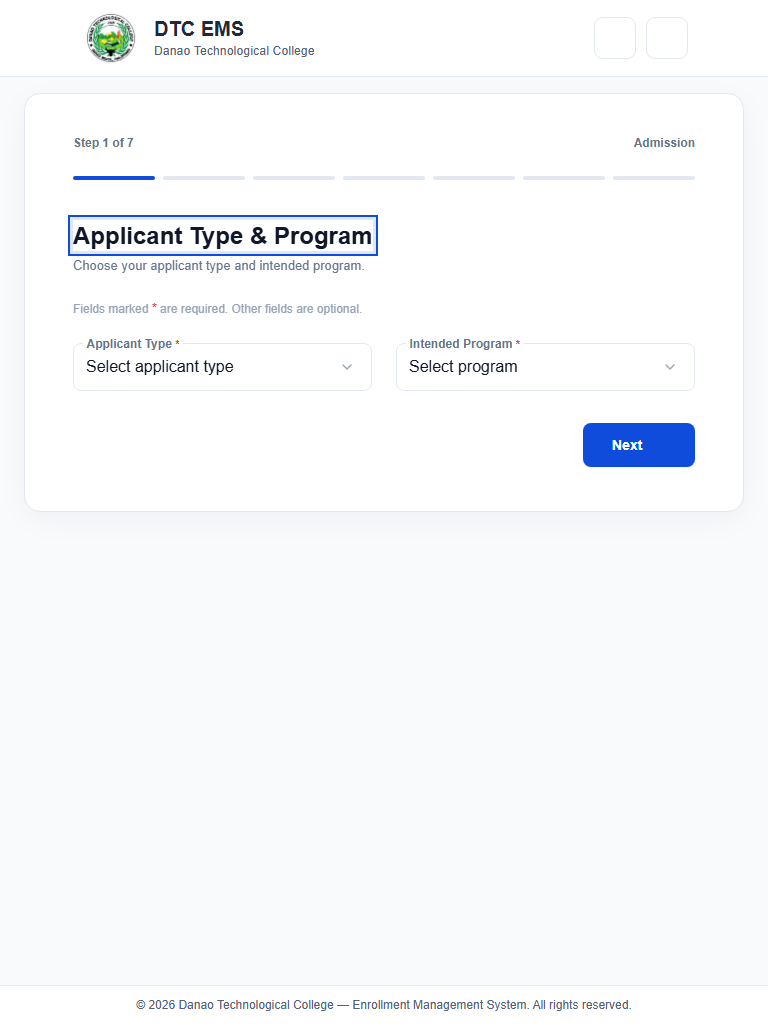 DTC EMS
Danao Technological College
Step 1 of 7
Admission
Applicant Type & Program
Choose your applicant type and intended program.
Fields marked * are required. Other fields are optional.
Applicant Type *
Select applicant type
Intended Program *
Select program
Next
© 2026 Danao Technological College — Enrollment Management System. All rights reserved.